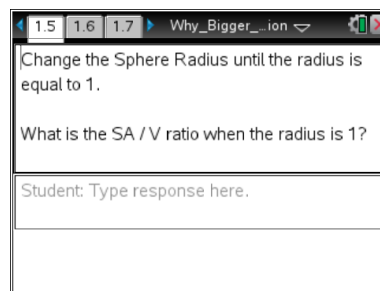 1.5 1.6 1.7 Why_Bigger_…ion
Change the Sphere Radius until the radius is
equal to 1.
What is the SA / V ratio when the radius is 1?
Student: Type response here.